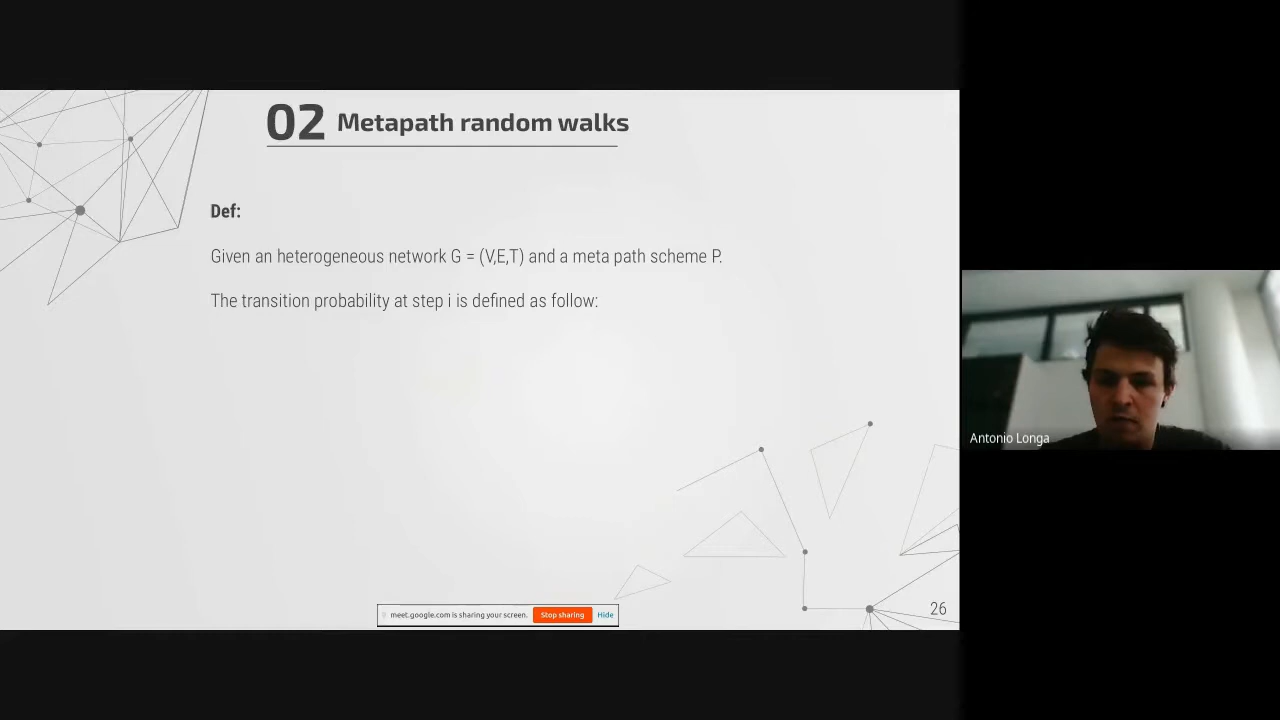 02 Metapath random walks
Def:
Given an heterogeneous network G = (V,E,T) and a meta path scheme P.
The transition probability at step i is defined as follow:
Antonio Longa
meet.google.com is sharing your screen. Stop sharing Hide
26